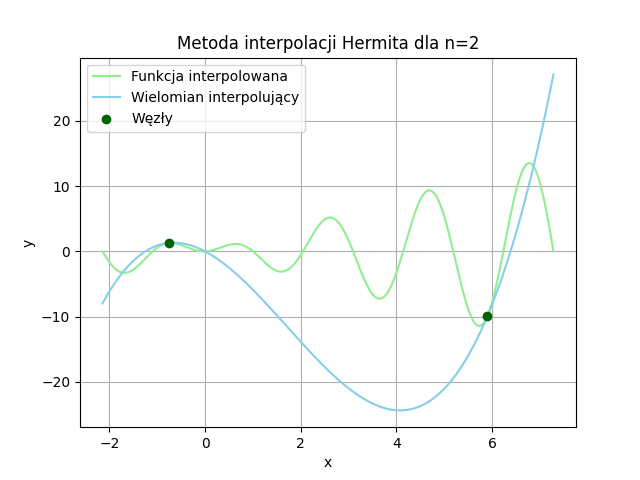 Metoda interpolacji Hermita dla n=2
Funkcja interpolowana
Wielomian interpolujący
Węzły
y
20
10
0
−10
−20
−2
0
2
4
6
x